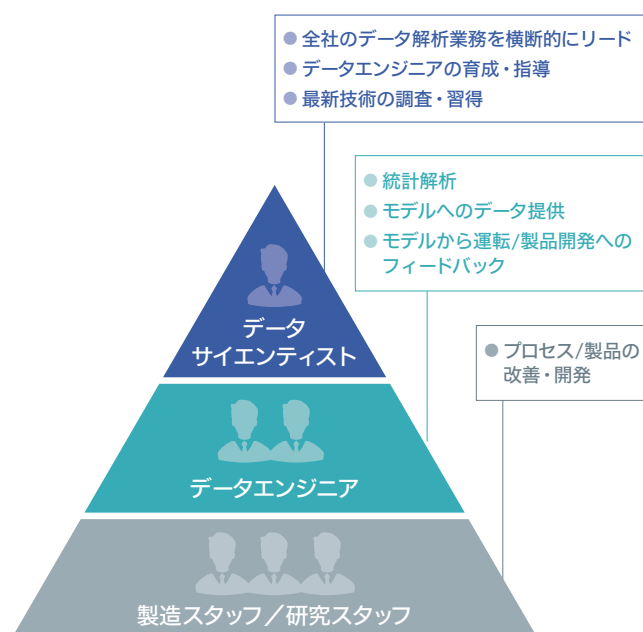 ● 全社のデータ解析業務を横断的にリード
● データエンジニアの育成・指導
● 最新技術の調査・習得
● 統計解析
● モデルへのデータ提供
● モデルから運転/製品開発への
フィードバック
● プロセス/製品の
改善・開発
データ
サイエンティスト
データエンジニア
製造スタッフ／研究スタッフ